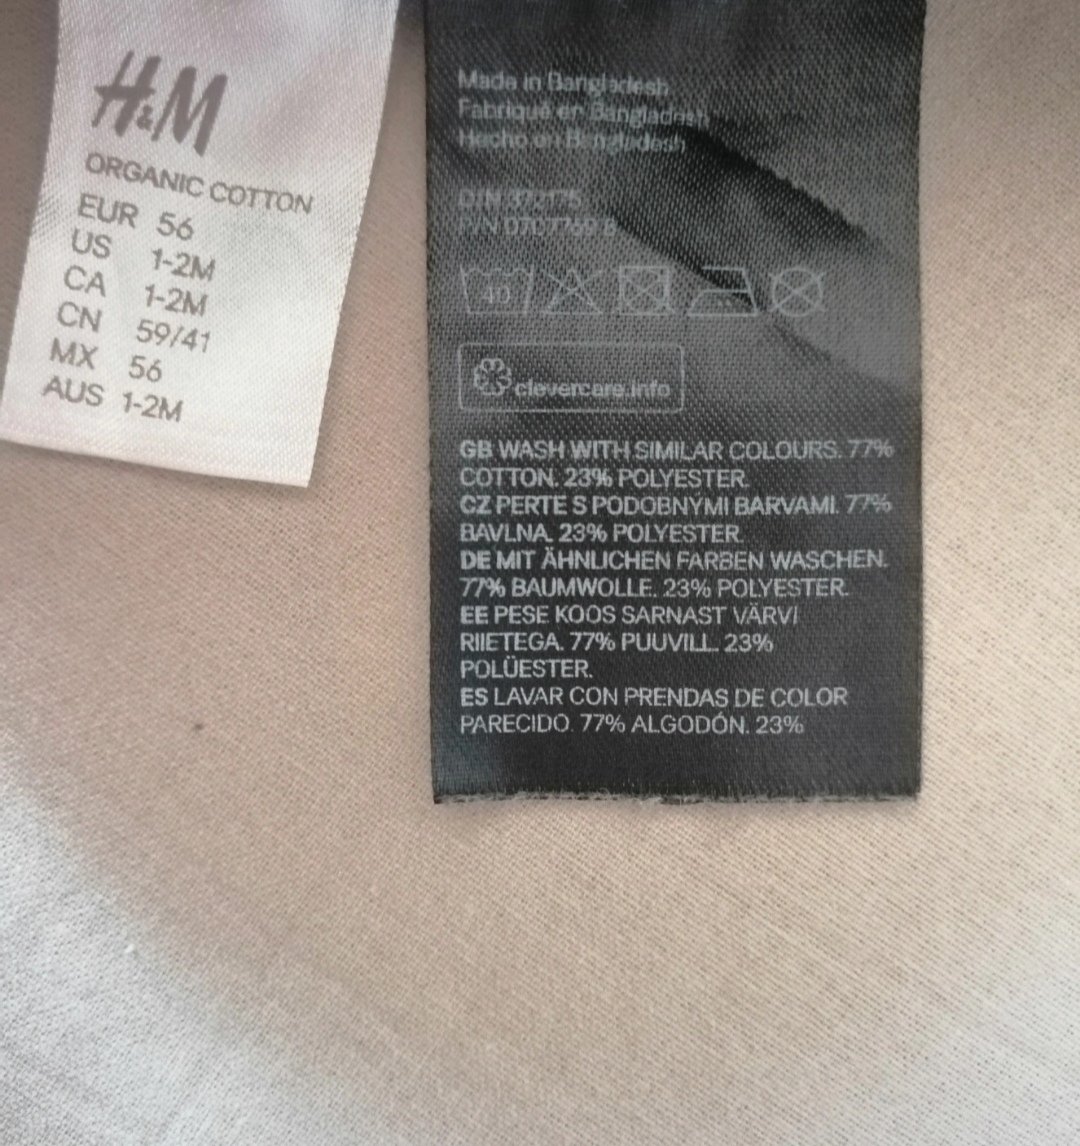 H&M
ORGANIC COTTON
EUR 56
US 1-2M
CA 1-2M
CN 59/41
MX 56
AUS 1-2M
Made in Bangladesh
Fabriqué en Bangladesh
Hecho en Bangladesh
P/N 0707769
40
clevercare.info
GB WASH WITH SIMILAR COLOURS. 77%
COTTON. 23% POLYESTER.
CZ PERTE S PODOBNYMI BARVAMI. 77%
BAVLNA. 23% POLYESTER.
DE MIT ÄHNLICHEN FARBEN WASCHEN.
77% BAUMWOLLE. 23% POLYESTER.
EE PESE KOOS SARNAST VÄRVI
RIIETEGA. 77% PUUVILL. 23%
POLÜESTER.
ES LAVAR CON PRENDAS DE COLOR
PARECIDO. 77% ALGODÓN. 23%